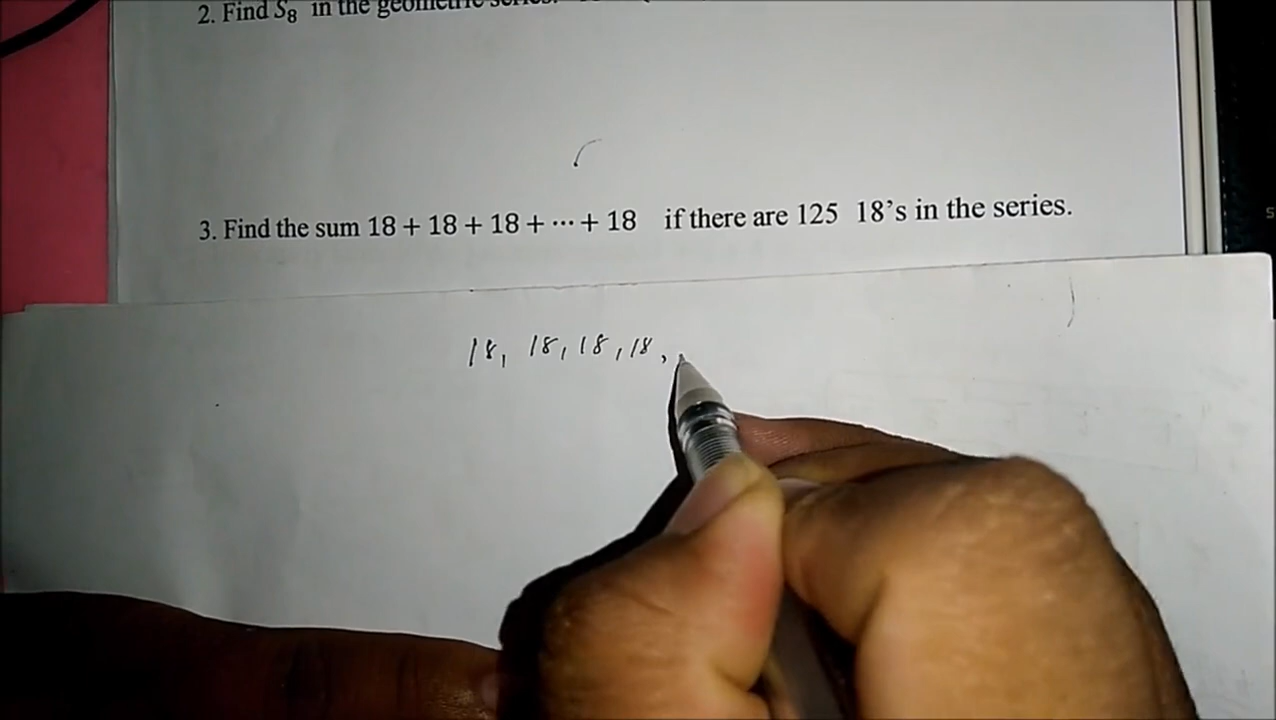 2. Find S₈ in the geometric series.
3. Find the sum 18 + 18 + 18 + ⋯ + 18 if there are 125 18’s in the series.
18, 18, 18, 18,